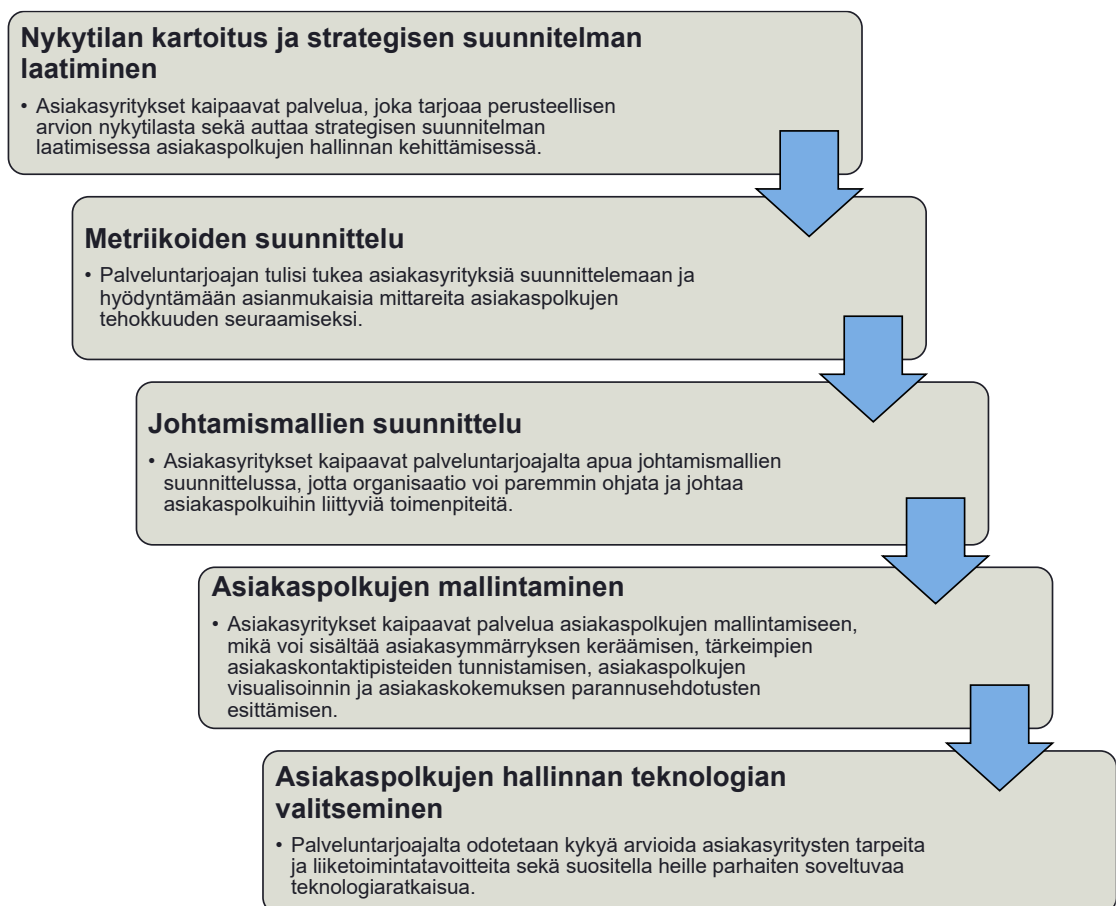 Nykytilan kartoitus ja strategisen suunnitelman
laatiminen
• Asiakasyritykset kaipaavat palvelua, joka tarjoaa perusteellisen
arvion nykytilasta sekä auttaa strategisen suunnitelman
laatimisessa asiakaspolkujen hallinnan kehittämisessä.
Metriikoiden suunnittelu
• Palveluntarjoajan tulisi tukea asiakasyrityksiä suunnittelemaan ja
hyödyntämään asianmukaisia mittareita asiakaspolkujen
tehokkuuden seuraamiseksi.
Johtamismallien suunnittelu
• Asiakasyritykset kaipaavat palveluntarjoajalta apua johtamismallien
suunnittelussa, jotta organisaatio voi paremmin ohjata ja johtaa
asiakaspolkuihin liittyviä toimenpiteitä.
Asiakaspolkujen mallintaminen
• Asiakasyritykset kaipaavat palvelua asiakaspolkujen mallintamiseen,
mikä voi sisältää asiakasymmärryksen keräämisen, tärkeimpien
asiakaskontaktipisteiden tunnistamisen, asiakaspolkujen
visualisoinnin ja asiakaskokemuksen parannusehdotusten
esittämisen.
Asiakaspolkujen hallinnan teknologian
valitseminen
• Palveluntarjoajalta odotetaan kykyä arvioida asiakasyritysten tarpeita
ja liiketoimintatavoitteita sekä suositella heille parhaiten soveltuvaa
teknologiaratkaisua.